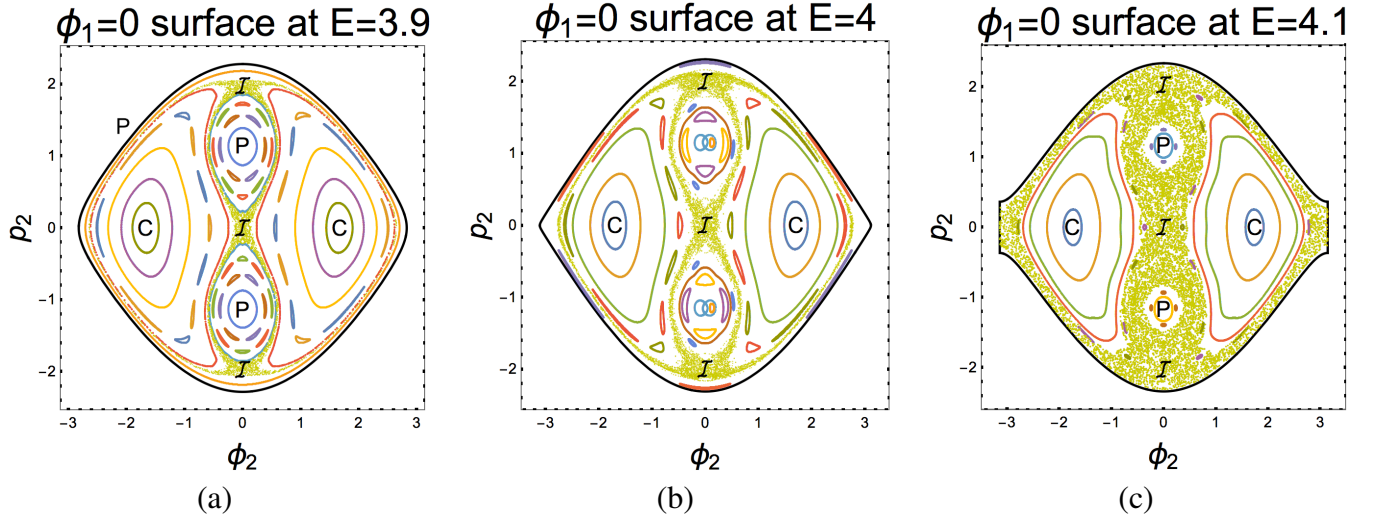 ϕ₁=0 surface at E=3.9
ϕ₁=0 surface at E=4
ϕ₁=0 surface at E=4.1
p₂
2
1
0
−1
−2
P
ℐ
P
C
ℐ
C
P
ℐ
−3 −2 −1 0 1 2 3
ϕ₂
(a)
p₂
2
1
0
−1
−2
ℐ
C
ℐ
C
ℐ
−3 −2 −1 0 1 2 3
ϕ₂
(b)
p₂
2
1
0
−1
−2
ℐ
P
C
ℐ
C
P
ℐ
−3 −2 −1 0 1 2 3
ϕ₂
(c)